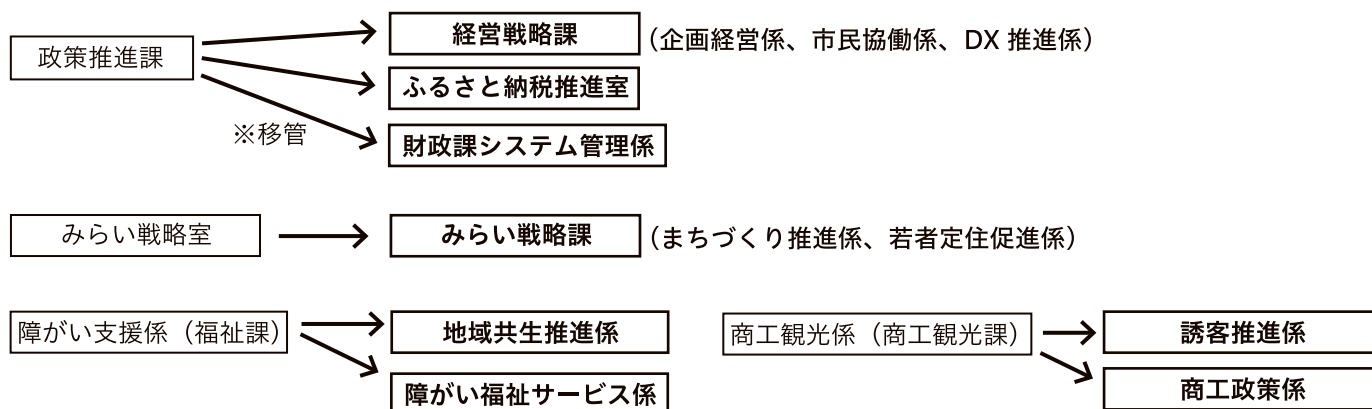 政策推進課
経営戦略課
（企画経営係、市民協働係、DX 推進係）
ふるさと納税推進室
※移管
財政課システム管理係
みらい戦略室
みらい戦略課
（まちづくり推進係、若者定住促進係）
障がい支援係（福祉課）
地域共生推進係
障がい福祉サービス係
商工観光係（商工観光課）
誘客推進係
商工政策係